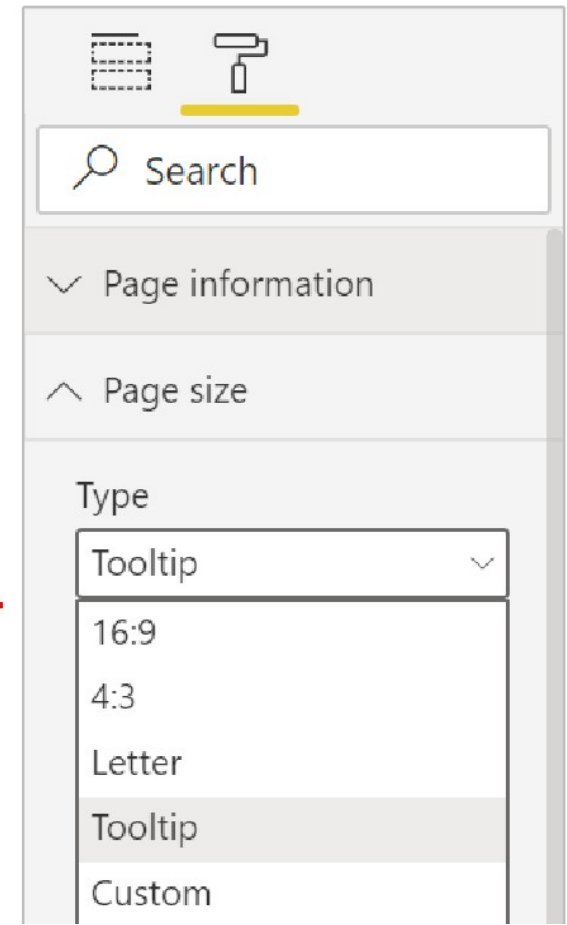 Search
Page information
Page size
Type
Tooltip
16:9
4:3
Letter
Tooltip
Custom